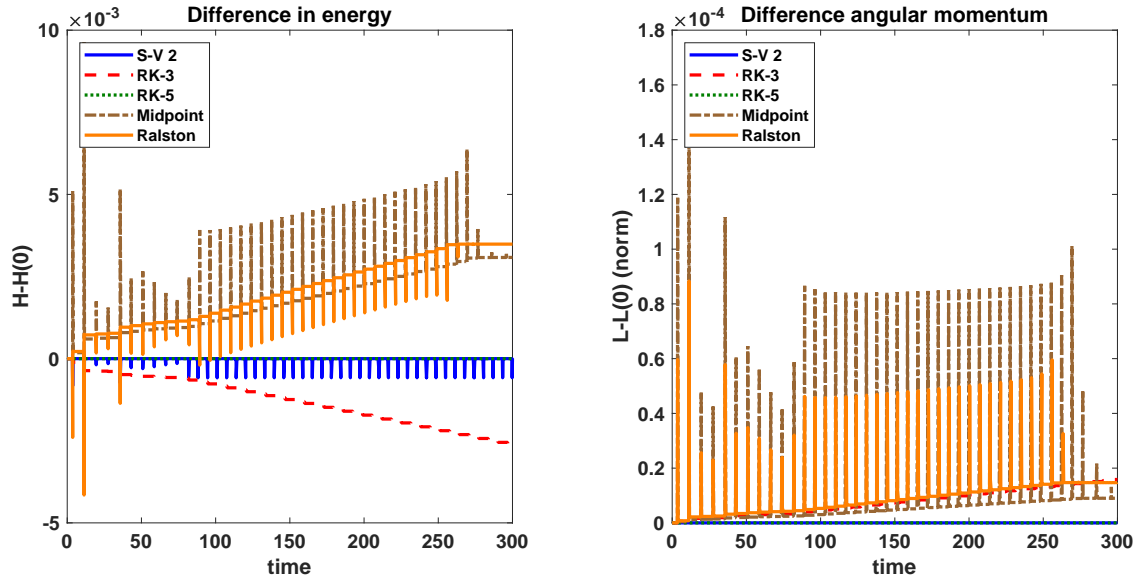 Difference in energy
×10⁻³
10
5
0
-5
H-H(0)
0 50 100 150 200 250 300
time
S-V 2
RK-3
RK-5
Midpoint
Ralston
Difference angular momentum
×10⁻⁴
1.8
1.6
1.4
1.2
1
0.8
0.6
0.4
0.2
0
L-L(0) (norm)
0 50 100 150 200 250 300
time
S-V 2
RK-3
RK-5
Midpoint
Ralston